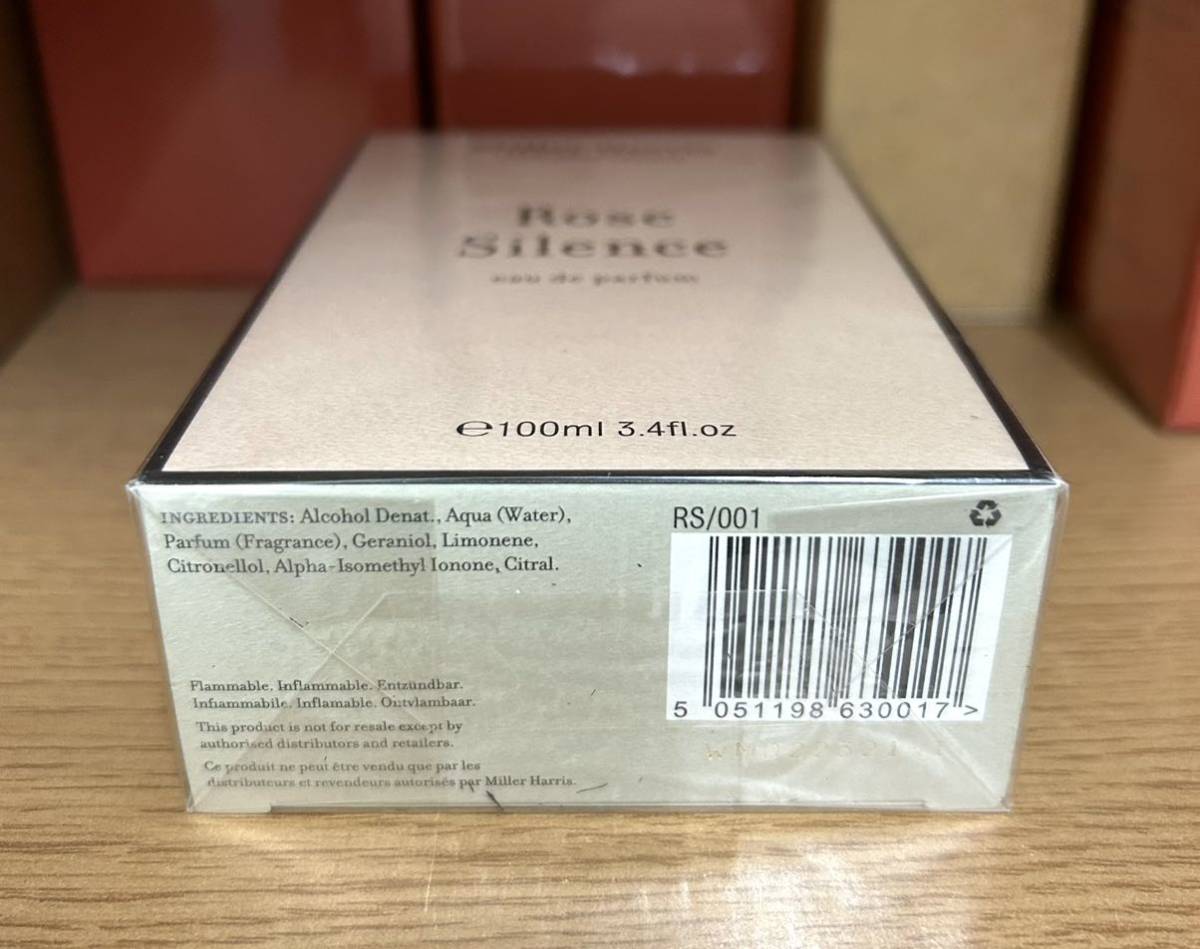 Rose
Silence
eau de parfum
℮100ml 3.4fl.oz
INGREDIENTS: Alcohol Denat., Aqua (Water),
Parfum (Fragrance), Geraniol, Limonene,
Citronellol, Alpha-Isomethyl Ionone, Citral.
RS/001
5 051198 630017 >
Flammable. Inflammable. Entzündbar.
Infiammabile. Inflamable. Ontvlambaar.
This product is not for resale except by
authorised distributors and retailers.
Ce produit ne peut être vendu que par les
distributeurs et revendeurs autorisés par Miller Harris.